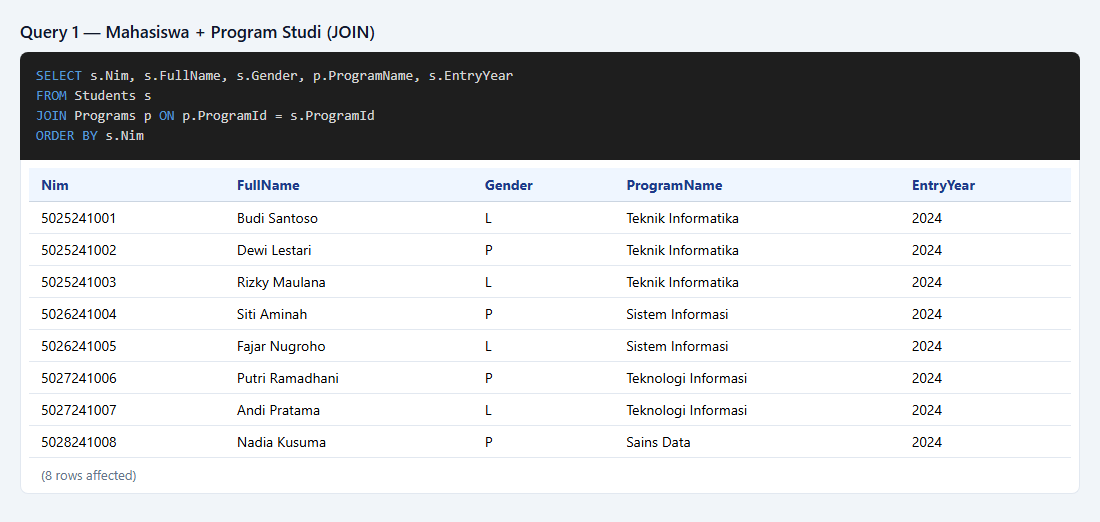 Query 1 — Mahasiswa + Program Studi (JOIN)
SELECT s.Nim, s.FullName, s.Gender, p.ProgramName, s.EntryYear
FROM Students s
JOIN Programs p ON p.ProgramId = s.ProgramId
ORDER BY s.Nim
Nim FullName Gender ProgramName EntryYear
5025241001 Budi Santoso L Teknik Informatika 2024
5025241002 Dewi Lestari P Teknik Informatika 2024
5025241003 Rizky Maulana L Teknik Informatika 2024
5026241004 Siti Aminah P Sistem Informasi 2024
5026241005 Fajar Nugroho L Sistem Informasi 2024
5027241006 Putri Ramadhani P Teknologi Informasi 2024
5027241007 Andi Pratama L Teknologi Informasi 2024
5028241008 Nadia Kusuma P Sains Data 2024
(8 rows affected)